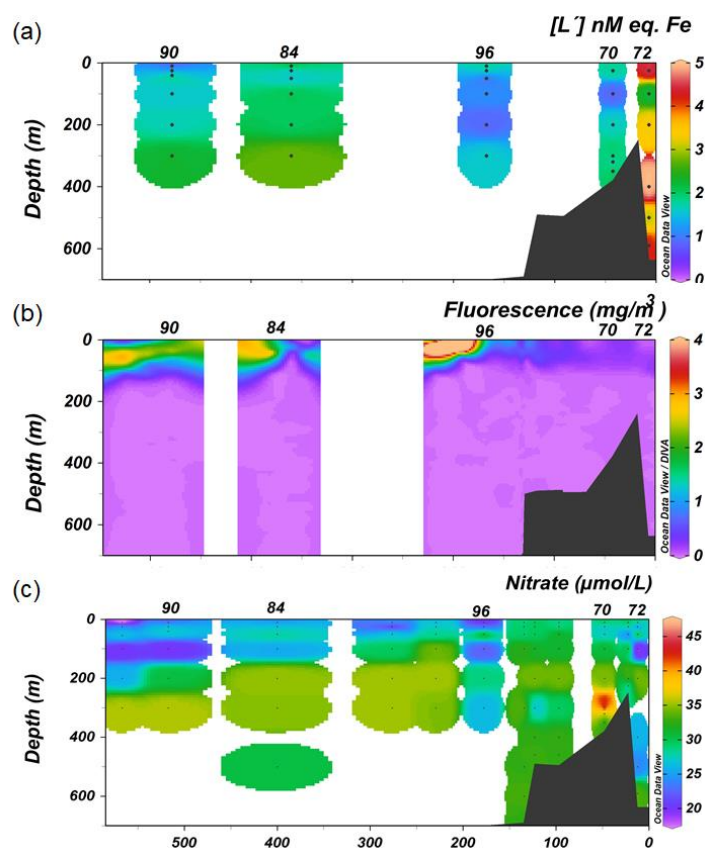 (a)
[L´] nM eq. Fe
90 84 96 70 72
0
200
400
600
Depth (m)
5
4
3
2
1
0
Ocean Data View
(b)
Fluorescence (mg/m³)
90 84 96 70 72
0
200
400
600
Depth (m)
4
3
2
1
0
Ocean Data View / DIVA
(c)
Nitrate (µmol/L)
90 84 96 70 72
0
200
400
600
Depth (m)
45
40
35
30
25
20
Ocean Data View
500 400 300 200 100 0